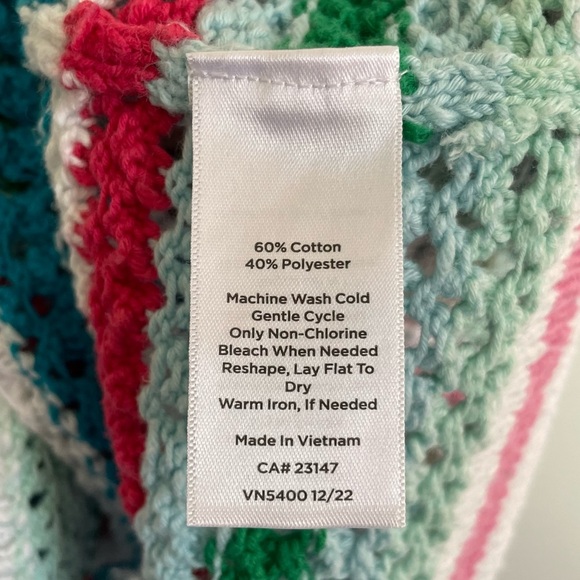 60% Cotton
40% Polyester
Machine Wash Cold
Gentle Cycle
Only Non-Chlorine
Bleach When Needed
Reshape, Lay Flat To
Dry
Warm Iron, If Needed
Made In Vietnam
CA# 23147
VN5400 12/22